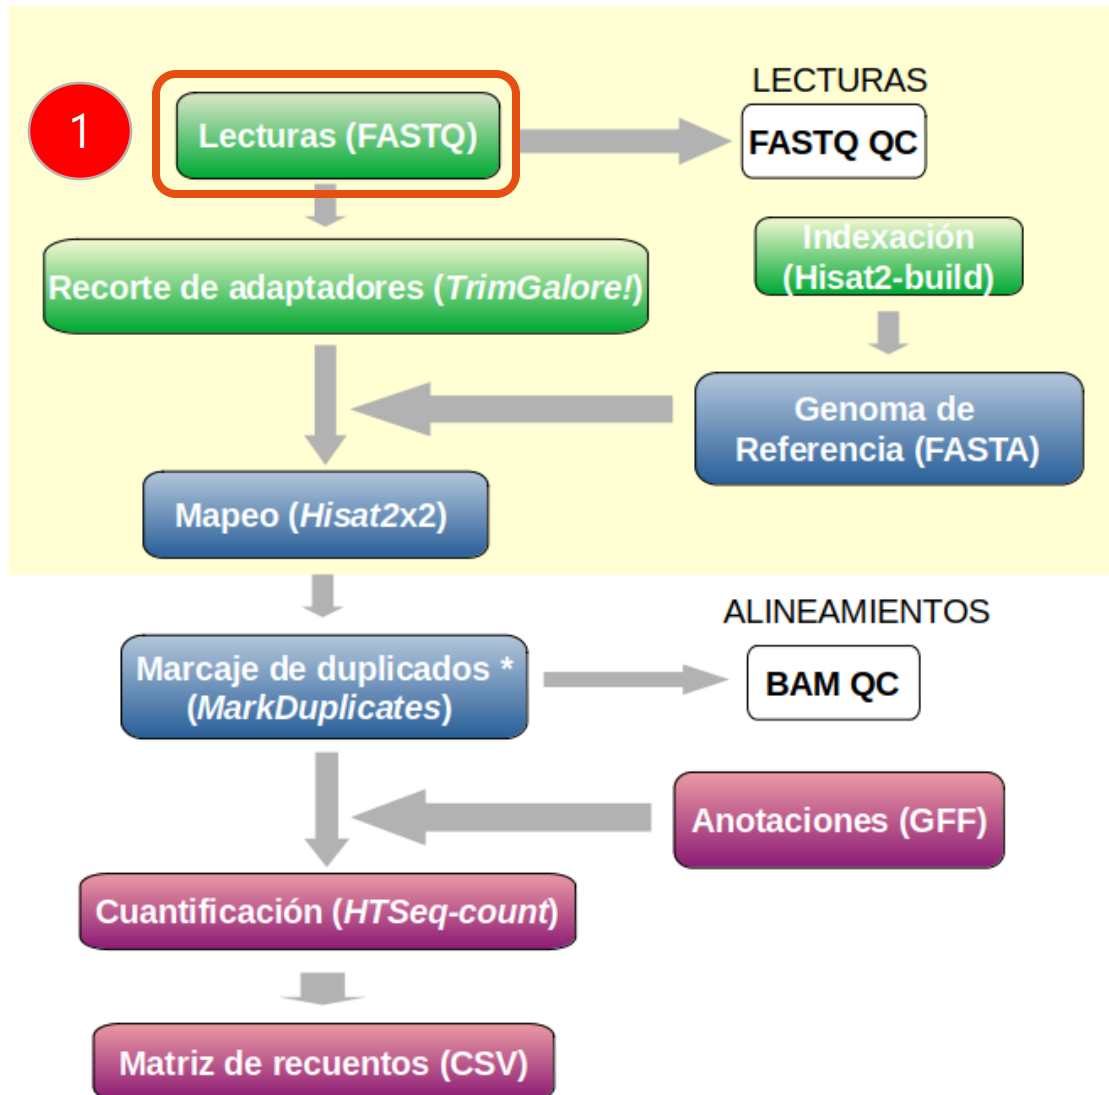 1
Lecturas (FASTQ)
LECTURAS
FASTQ QC
Recorte de adaptadores (TrimGalore!)
Indexación
(Hisat2-build)
Genoma de
Referencia (FASTA)
Mapeo (Hisat2x2)
ALINEAMIENTOS
Marcaje de duplicados *
(MarkDuplicates)
BAM QC
Anotaciones (GFF)
Cuantificación (HTSeq-count)
Matriz de recuentos (CSV)